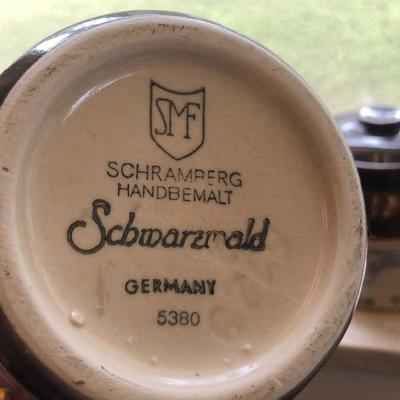 SMF
SCHRAMBERG
HANDBEMALT
Schwarzwald
GERMANY
5380